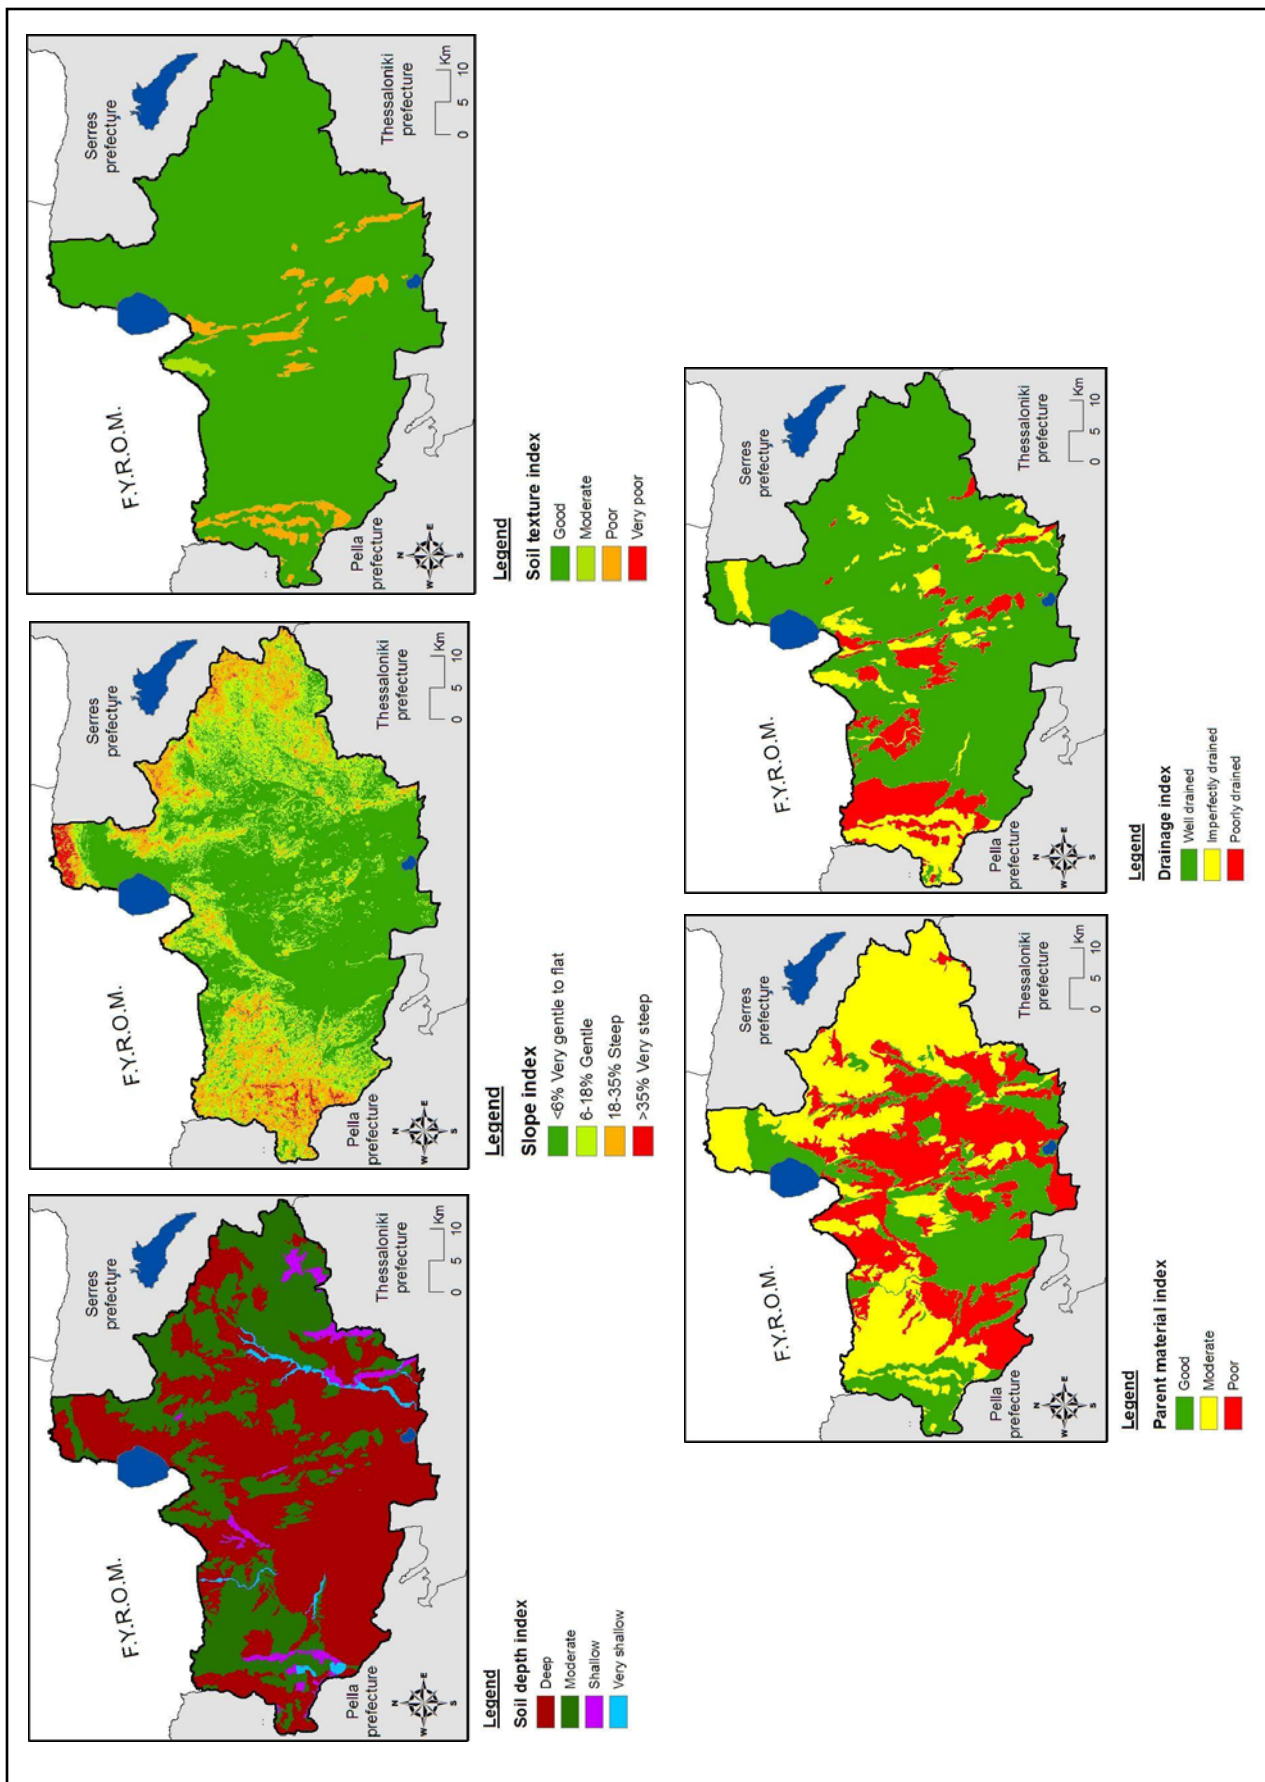 F.Y.R.O.M.
Serres
prefecture
Pella
prefecture
N
W E
S
Thessaloniki
prefecture
Km
0 5 10
Legend
Soil depth index
Deep
Moderate
Shallow
Very shallow
F.Y.R.O.M.
Serres
prefecture
Pella
prefecture
N
W E
S
Thessaloniki
prefecture
Km
0 5 10
Legend
Slope index
<6% Very gentle to flat
6-18% Gentle
18-35% Steep
>35% Very steep
F.Y.R.O.M.
Serres
prefecture
Pella
prefecture
N
W E
S
Thessaloniki
prefecture
Km
0 5 10
Legend
Soil texture index
Good
Moderate
Poor
Very poor
F.Y.R.O.M.
Serres
prefecture
Pella
prefecture
N
W E
S
Thessaloniki
prefecture
Km
0 5 10
Legend
Parent material index
Good
Moderate
Poor
F.Y.R.O.M.
Serres
prefecture
Pella
prefecture
N
W E
S
Thessaloniki
prefecture
Km
0 5 10
Legend
Drainage index
Well drained
Imperfectly drained
Poorly drained